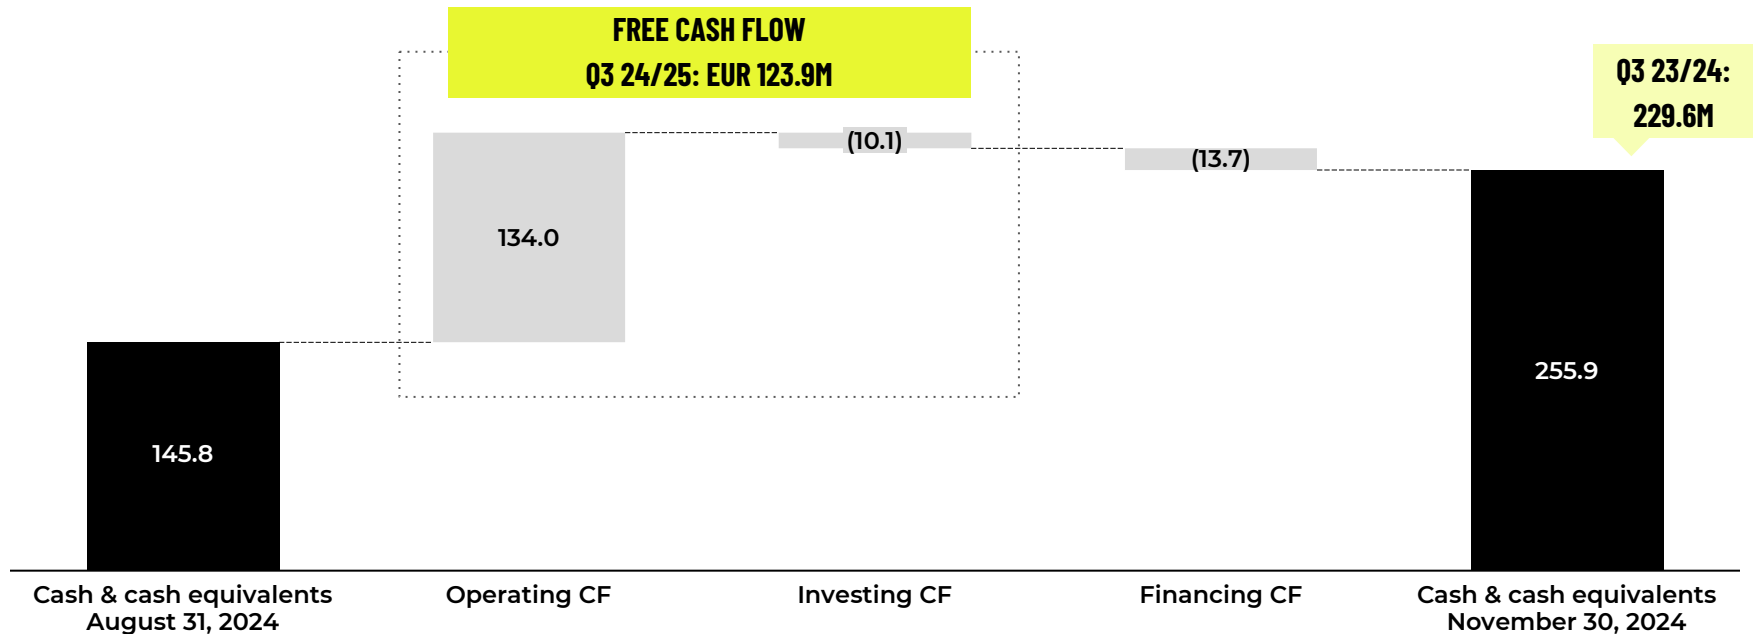 FREE CASH FLOW
Q3 24/25: EUR 123.9M
Q3 23/24:
229.6M
(10.1)
(13.7)
134.0
255.9
145.8
Cash & cash equivalents
August 31, 2024
Operating CF
Investing CF
Financing CF
Cash & cash equivalents
November 30, 2024